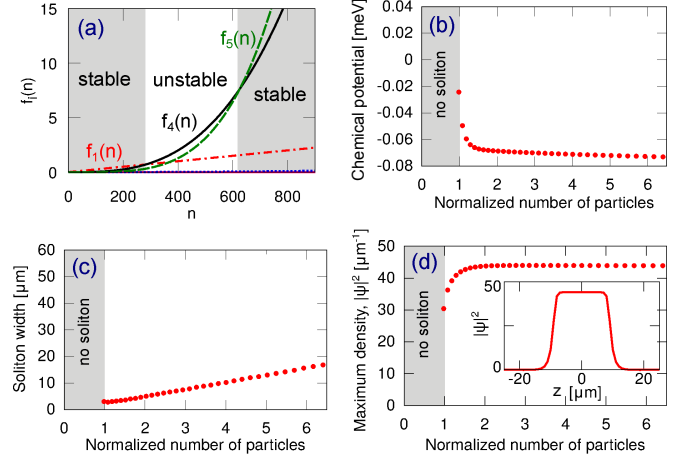 (a)
15
10
5
0
f₅(n)
stable
unstable
stable
f₄(n)
f₁(n)
fᵢ(n)
0 200 400 600 800
n
(b)
0.04
0.02
0
-0.02
-0.04
-0.06
-0.08
no soliton
Chemical potential [meV]
0 1 2 3 4 5 6
Normalized number of particles
(c)
60
50
40
30
20
10
0
no soliton
Soliton width [μm]
0 1 2 3 4 5 6
Normalized number of particles
(d)
50
40
30
20
10
0
no soliton
Maximum density, |ψ|² [μm⁻¹]
50
0
|ψ|²
-20 0 20
z [μm]
0 1 2 3 4 5 6
Normalized number of particles